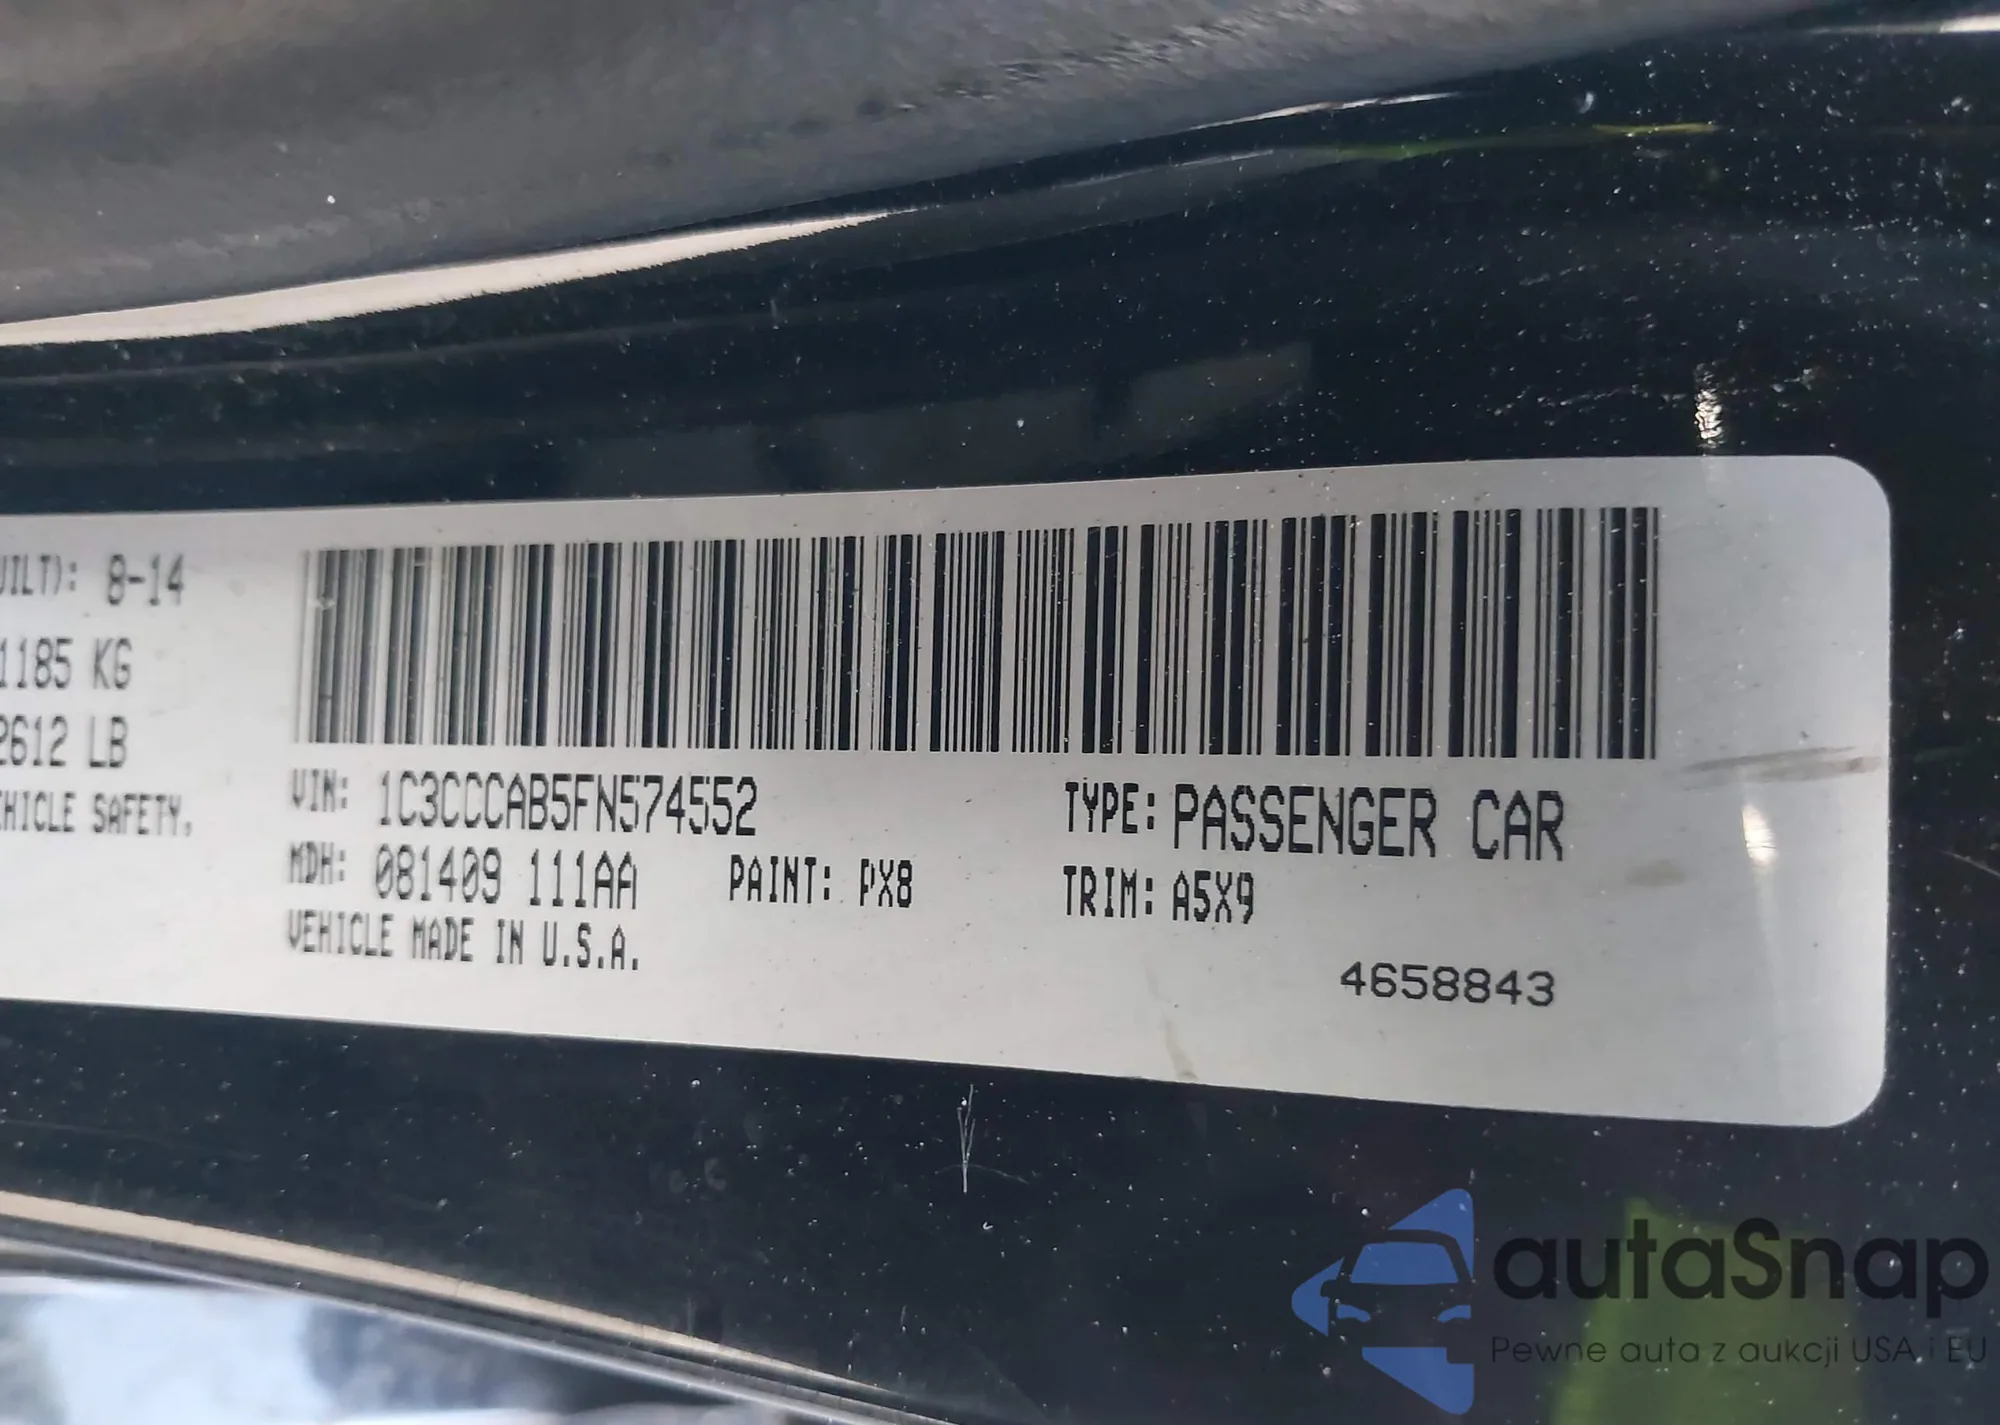 UILT): 8-14
1185 KG
2612 LB
HICLE SAFETY,
VIN: 1C3CCCAB5FN574552
TYPE: PASSENGER CAR
MDH: 081409 111AA
PAINT: PX8
TRIM: A5X9
VEHICLE MADE IN U.S.A.
4658843
autaSnap
Pewne auta z aukcji USA i EU